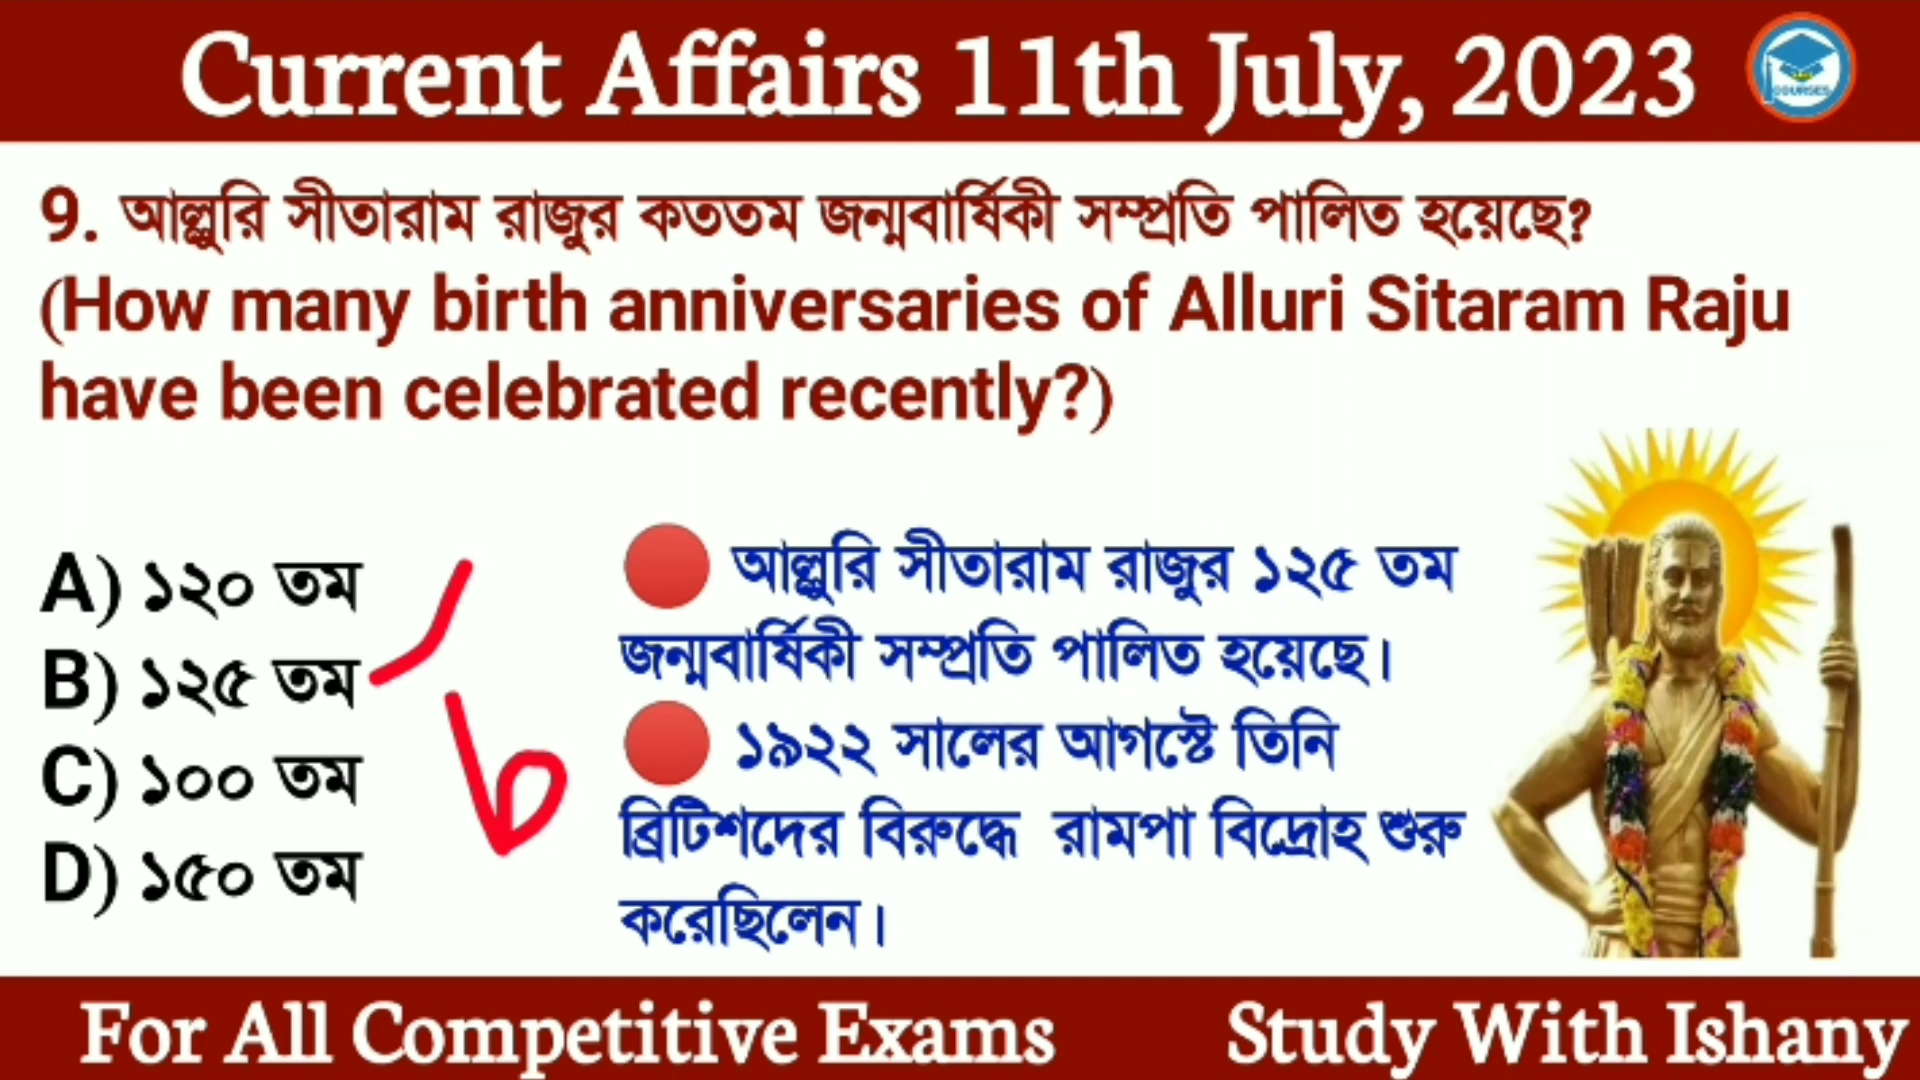 Current Affairs 11th July, 2023
COURSES
9. আল্লুরি সীতারাম রাজুর কততম জন্মবার্ষিকী সম্প্রতি পালিত হয়েছে?
(How many birth anniversaries of Alluri Sitaram Raju
have been celebrated recently?)
A) ১২০ তম
B) ১২৫ তম
C) ১০০ তম
D) ১৫০ তম
আল্লুরি সীতারাম রাজুর ১২৫ তম
জন্মবার্ষিকী সম্প্রতি পালিত হয়েছে।
১৯২২ সালের আগস্টে তিনি
ব্রিটিশদের বিরুদ্ধে রামপা বিদ্রোহ শুরু
করেছিলেন।
For All Competitive Exams
Study With Ishany